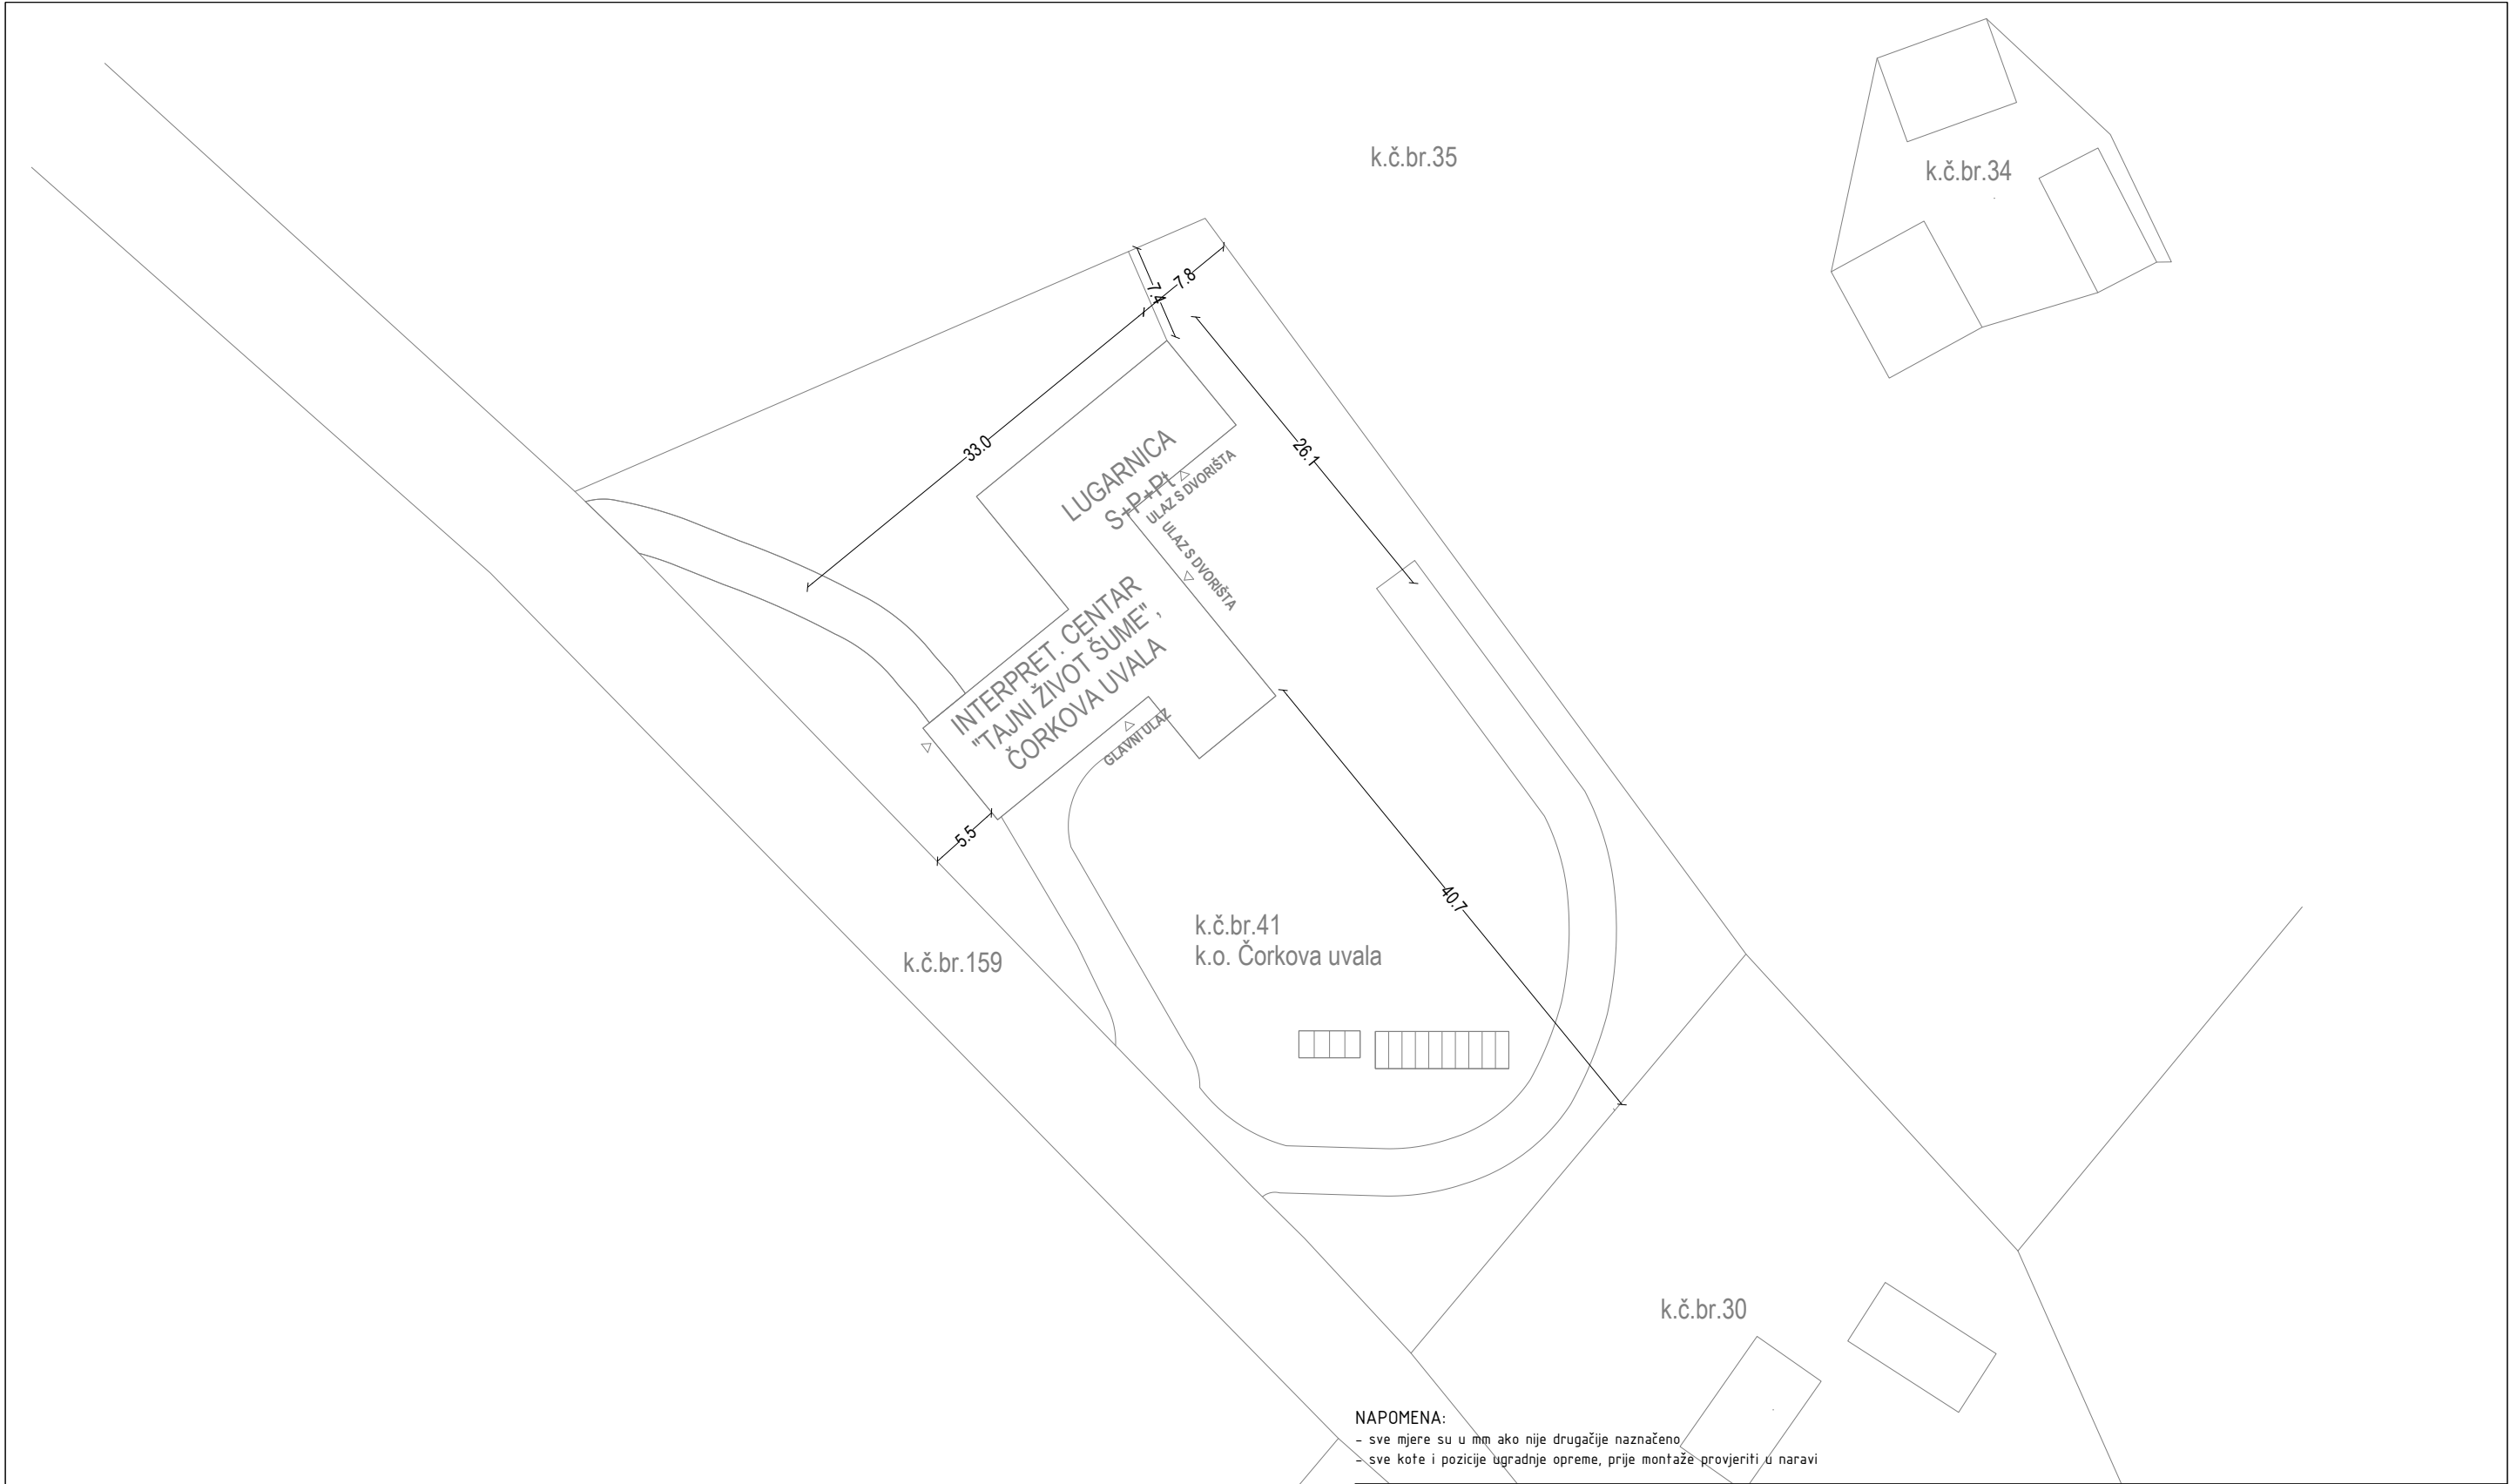 k.č.br.35
k.č.br.34
7.8
7.4
33.0
26.1
LUGARNICA
S+P+Pt
ULAZ S DVORIŠTA
ULAZ S DVORIŠTA
INTERPRET. CENTAR
"TAJNI ŽIVOT ŠUME",
ČORKOVA UVALA
GLAVNI ULAZ
5.5
40.7
k.č.br.41
k.o. Čorkova uvala
k.č.br.159
k.č.br.30
NAPOMENA:
- sve mjere su u mm ako nije drugačije naznačeno
- sve kote i pozicije ugradnje opreme, prije montaže provjeriti u naravi